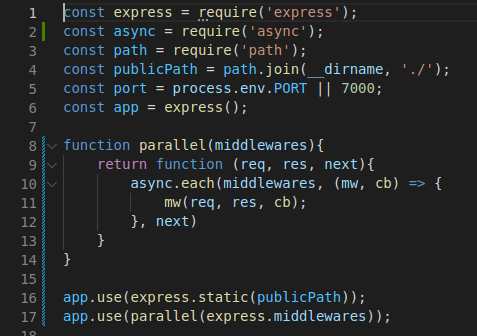 1 const express = require('express');
2 const async = require('async');
3 const path = require('path');
4 const publicPath = path.join(__dirname, './');
5 const port = process.env.PORT || 7000;
6 const app = express();
7
8 function parallel(middlewares){
9     return function (req, res, next){
10         async.each(middlewares, (mw, cb) => {
11             mw(req, res, cb);
12         }, next)
13     }
14 }
15
16 app.use(express.static(publicPath));
17 app.use(parallel(express.middlewares));